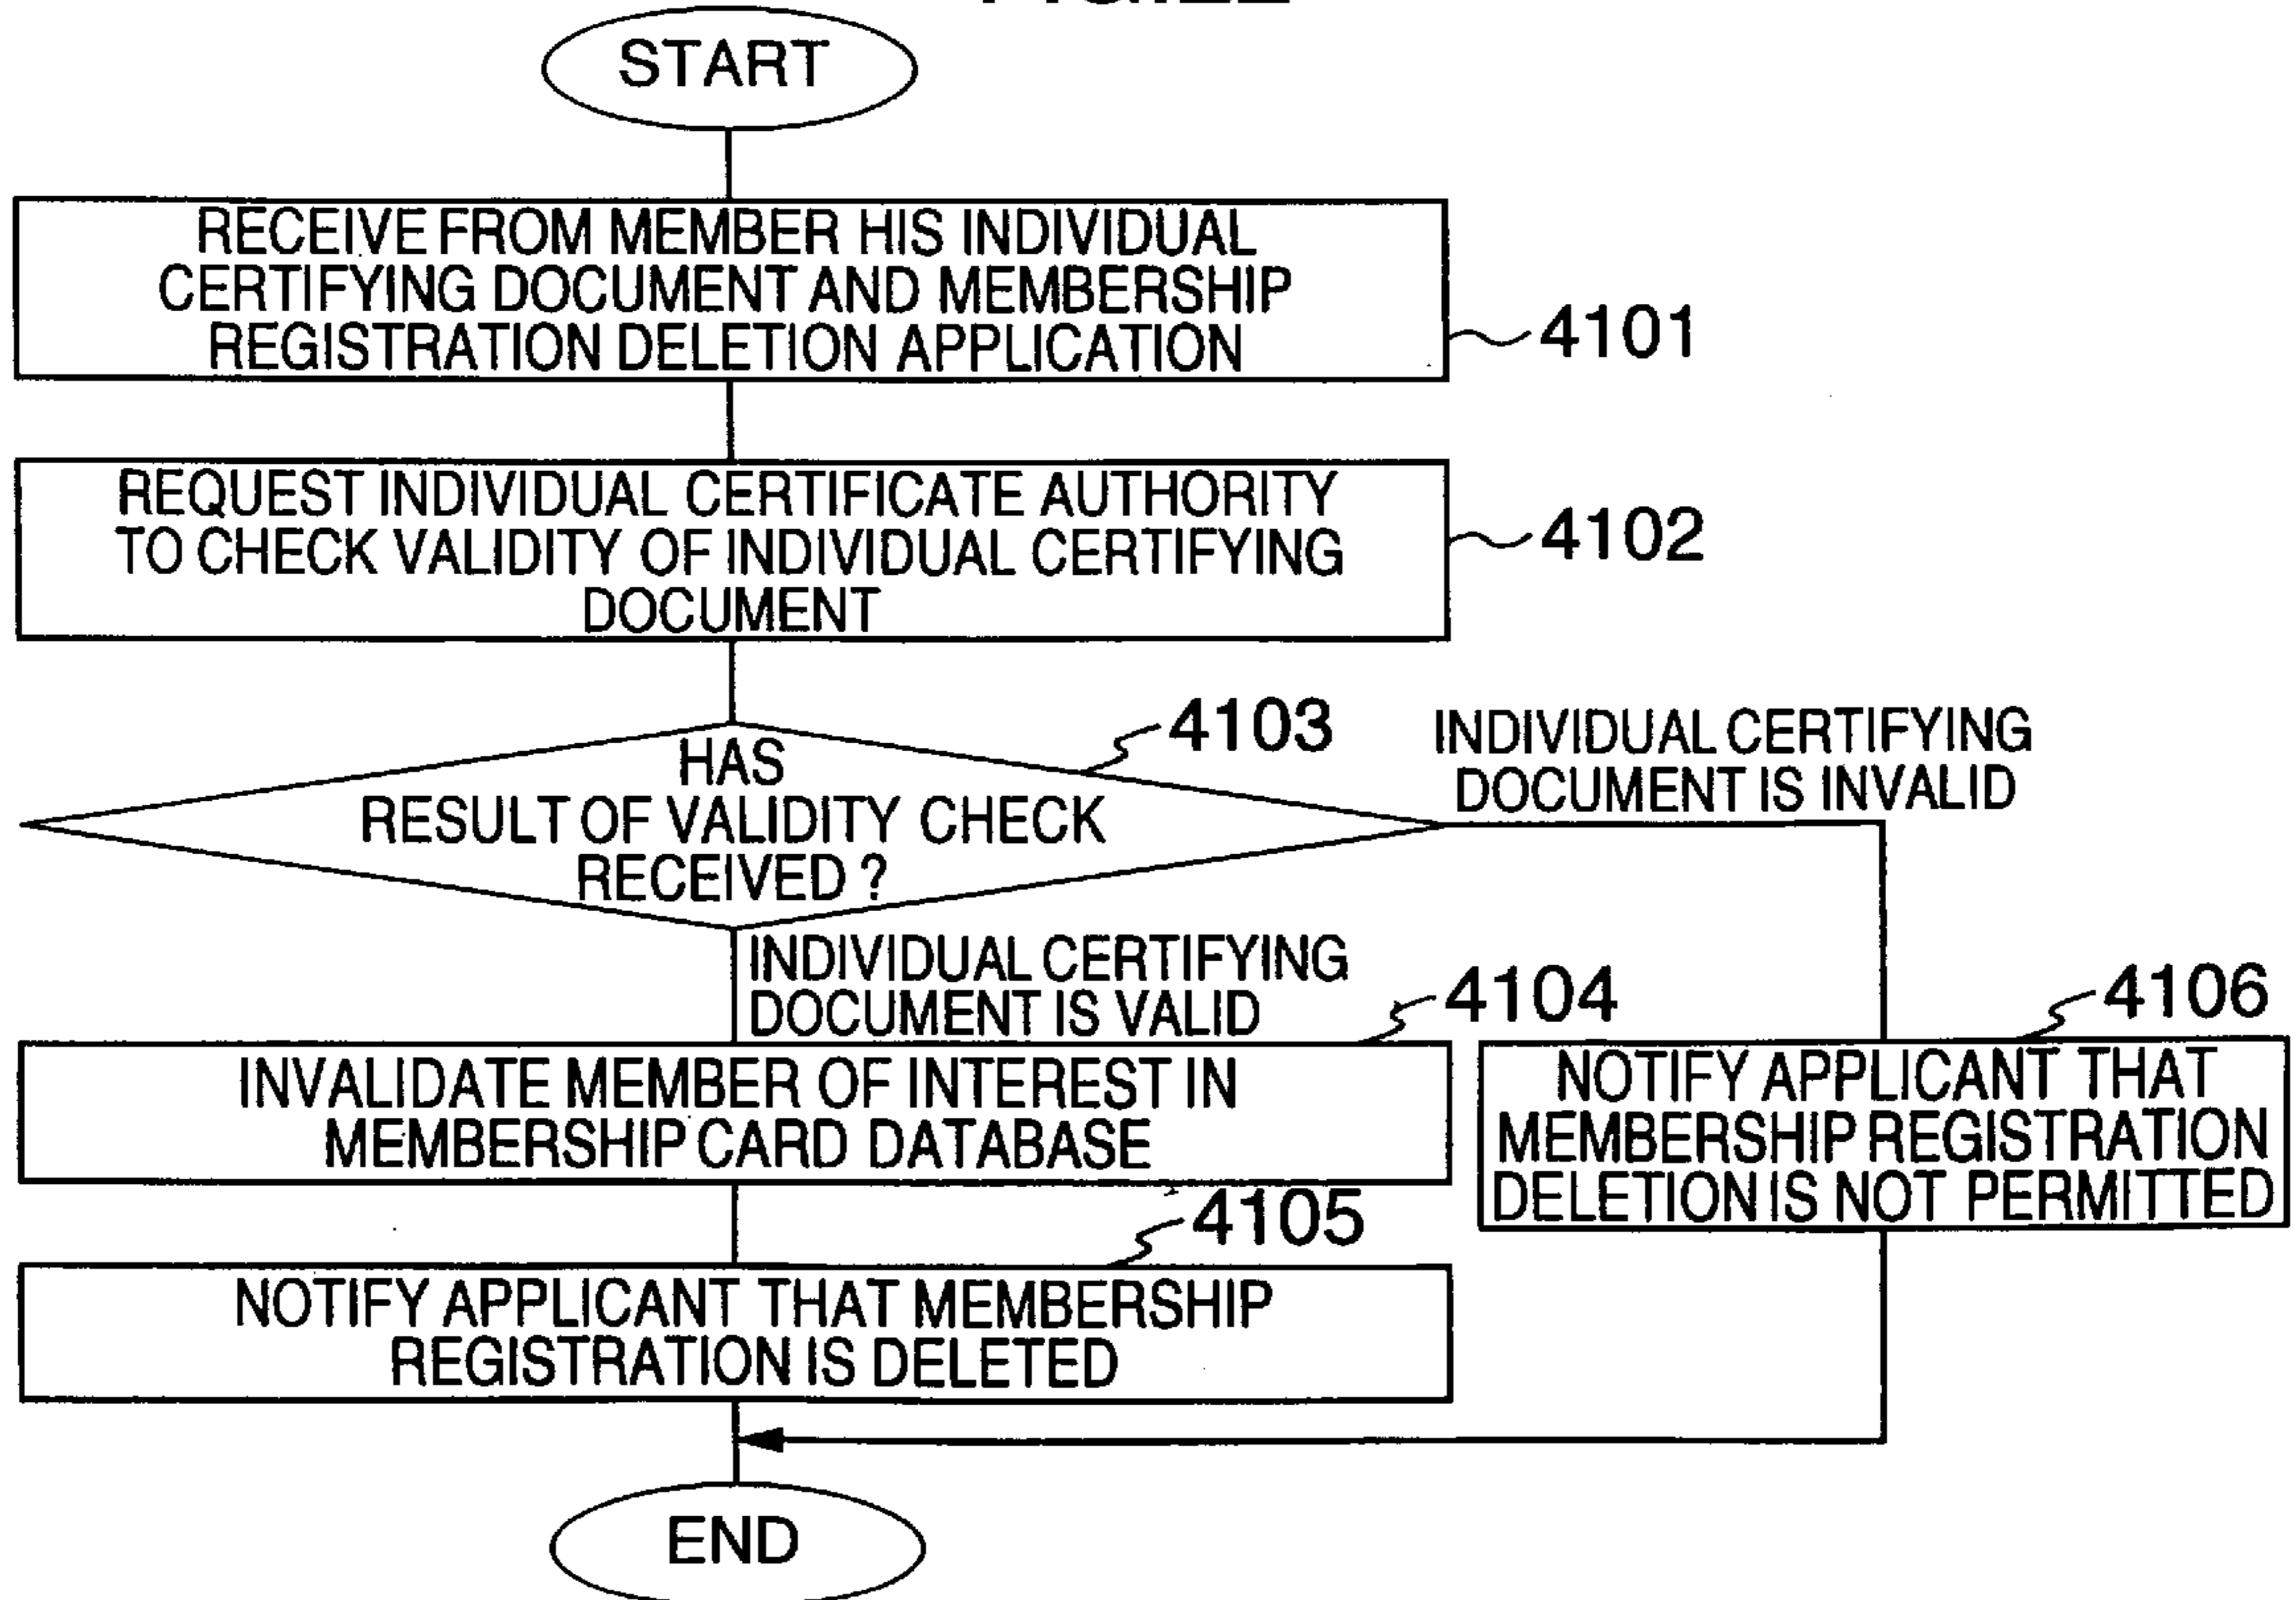 START
RECEIVE FROM MEMBER HIS INDIVIDUAL
CERTIFYING DOCUMENT AND MEMBERSHIP
REGISTRATION DELETION APPLICATION
4101
REQUEST INDIVIDUAL CERTIFICATE AUTHORITY
TO CHECK VALIDITY OF INDIVIDUAL CERTIFYING
DOCUMENT
4102
HAS
RESULT OF VALIDITY CHECK
RECEIVED ?
4103
INDIVIDUAL CERTIFYING
DOCUMENT IS INVALID
INDIVIDUAL CERTIFYING
DOCUMENT IS VALID
4104
INVALIDATE MEMBER OF INTEREST IN
MEMBERSHIP CARD DATABASE
4106
NOTIFY APPLICANT THAT
MEMBERSHIP REGISTRATION
DELETION IS NOT PERMITTED
4105
NOTIFY APPLICANT THAT MEMBERSHIP
REGISTRATION IS DELETED
END